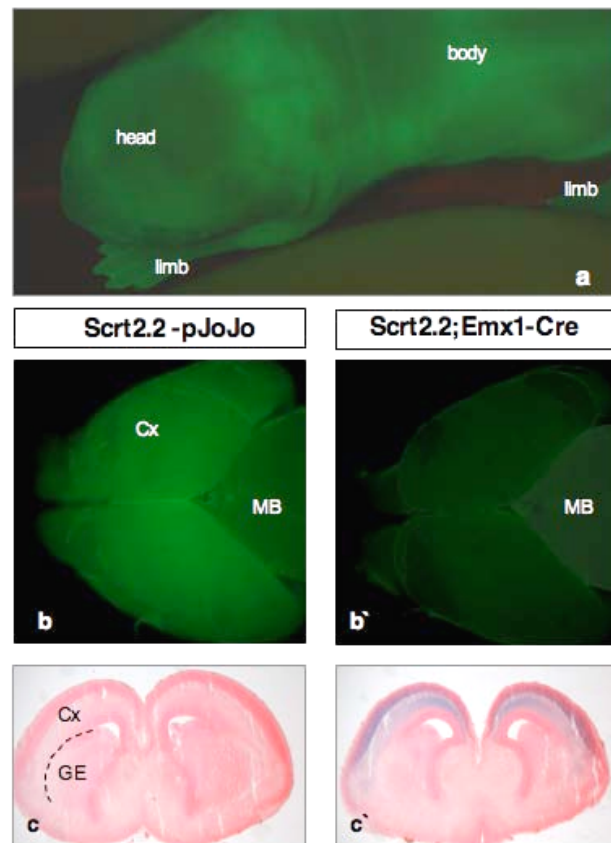 body
head
limb
limb
a
Scrt2.2 -pJoJo
Scrt2.2;Emx1-Cre
Cx
MB
MB
b
b`
Cx
GE
c
c`